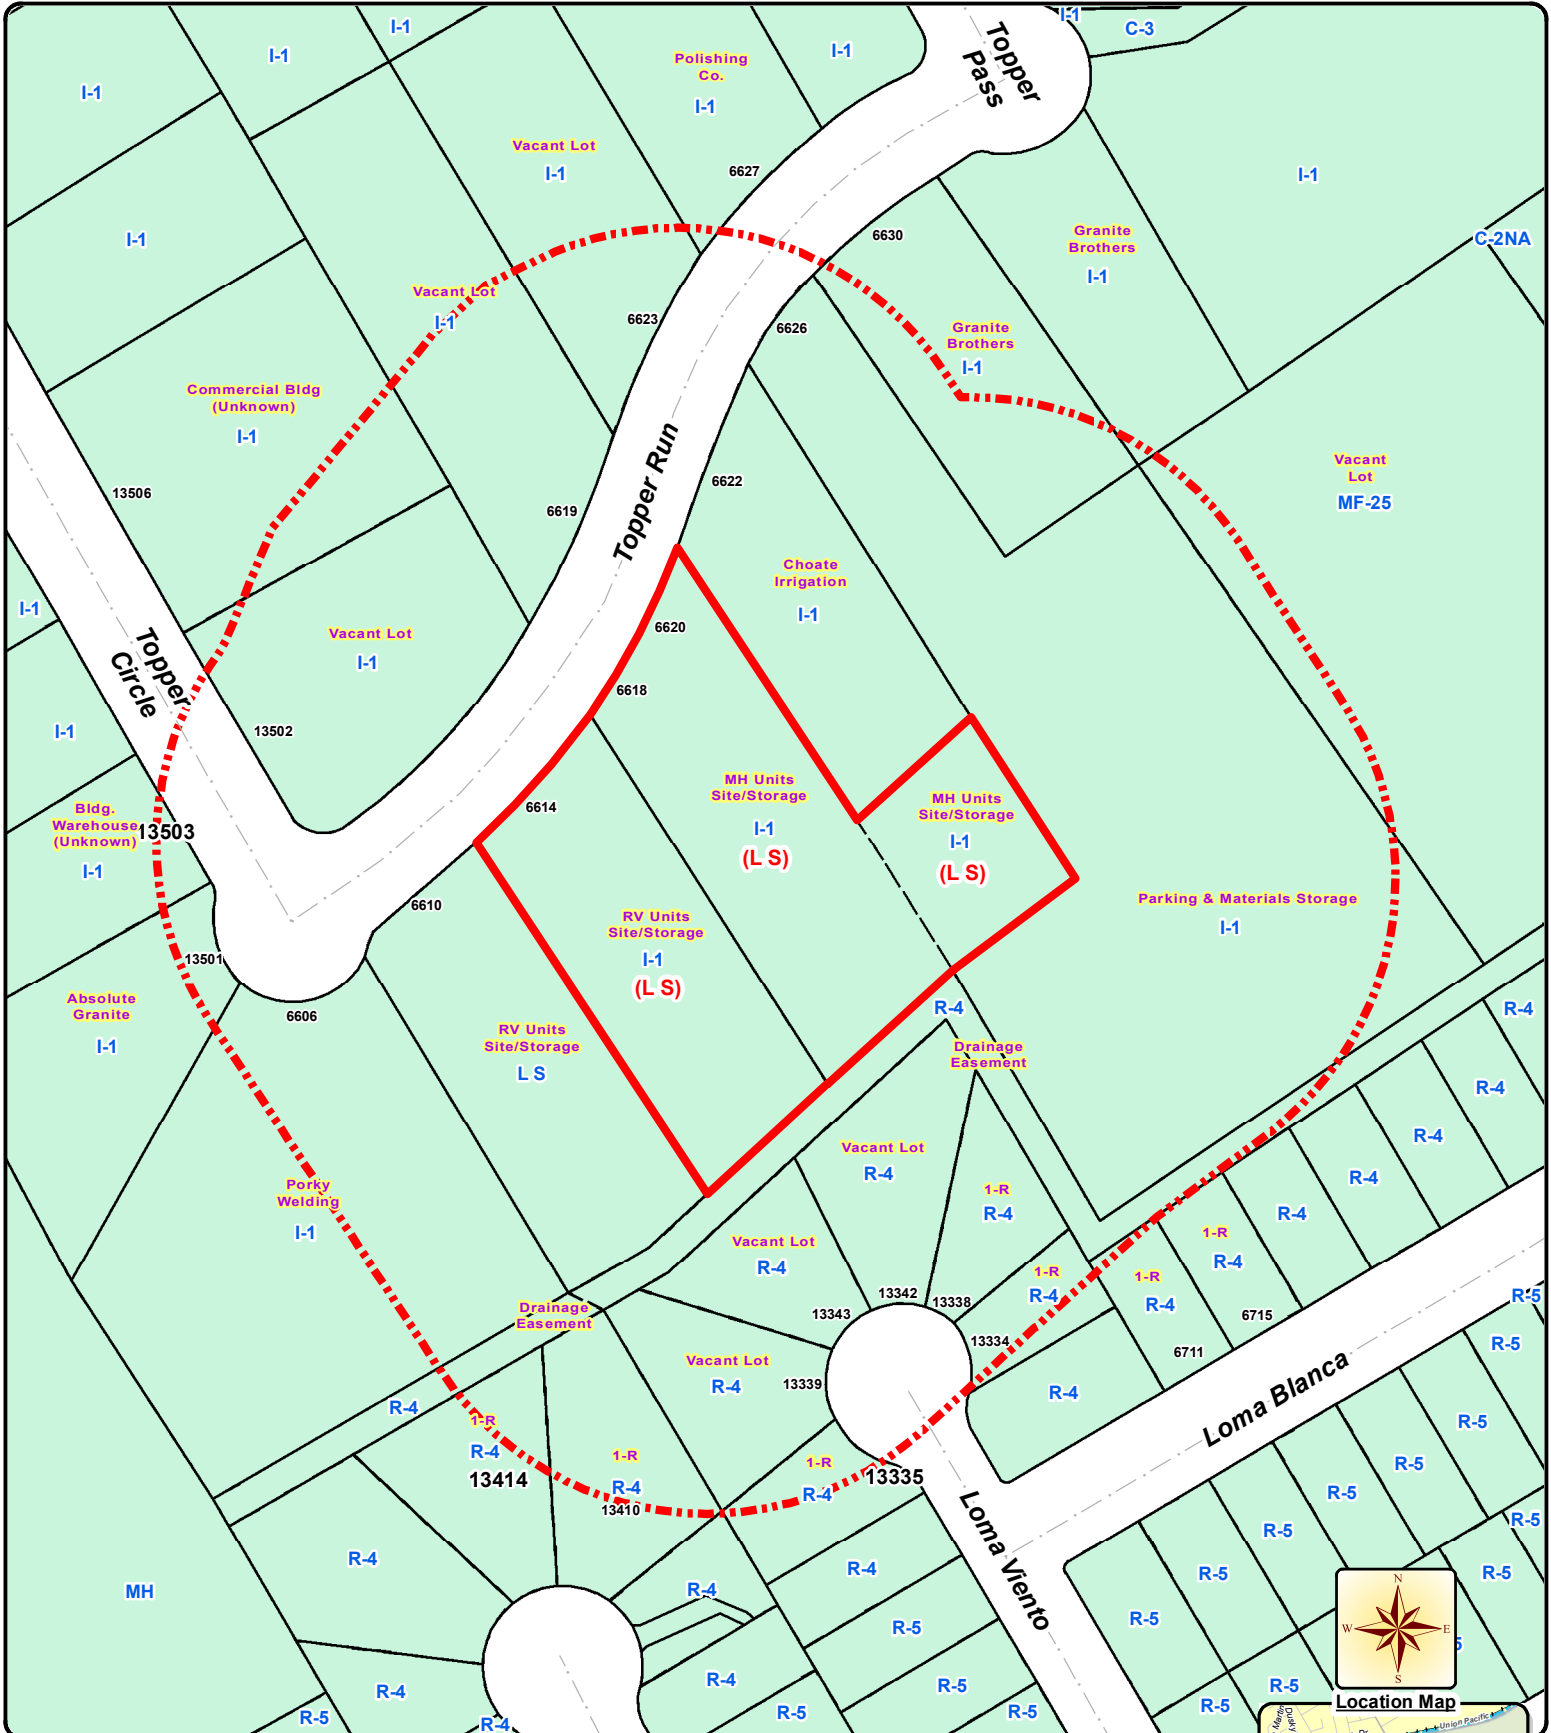 I-1
C-3
I-1
I-1
Polishing
Co.
I-1
I-1
I-1
Topper
Pass
Vacant Lot
I-1
6627
I-1
I-1
6630
Granite
Brothers
I-1
C-2NA
Vacant Lot
I-1
6623
6626
Granite
Brothers
I-1
Commercial Bldg
(Unknown)
I-1
13506
Topper Run
6619
6622
Vacant
Lot
MF-25
Choate
Irrigation
I-1
I-1
Vacant Lot
I-1
6620
Topper
Circle
6618
I-1
13502
MH Units
Site/Storage
I-1
(L S)
MH Units
Site/Storage
I-1
(L S)
6614
Bldg.
Warehouse
(Unknown)
13503
I-1
6610
RV Units
Site/Storage
I-1
(L S)
Parking & Materials Storage
I-1
13501
Absolute
Granite
I-1
6606
RV Units
Site/Storage
L S
R-4
Drainage
Easement
R-4
R-4
R-4
R-4
R-4
Vacant Lot
R-4
1-R
R-4
Porky
Welding
I-1
Vacant Lot
R-4
1-R
R-4
1-R
R-4
1-R
R-4
Drainage
Easement
13343
13342
13338
13334
6715
6711
R-5
R-5
Vacant Lot
R-4
13339
R-4
Loma Blanca
R-4
1-R
R-4
13414
1-R
R-4
13410
1-R
R-4
13335
R-5
R-5
R-5
R-5
R-5
R-5
R-5
R-5
Loma Viento
R-4
R-4
R-4
MH
R-5
R-4
R-4
R-5
R-4
R-5
R-5
R-5
R-5
R-5
R-5
N
W
E
S
Location Map
Dusky
Union Pacific